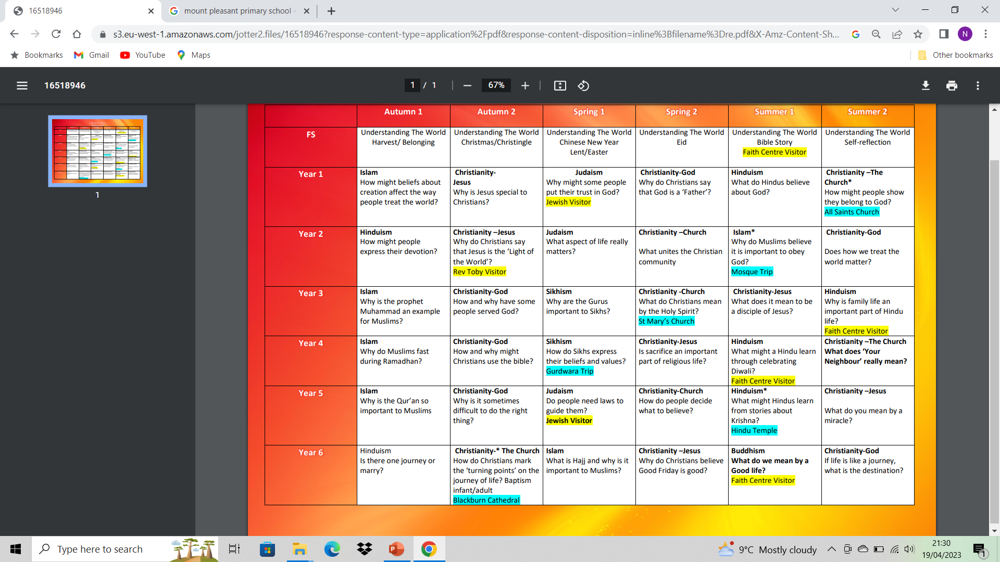 16518946
mount pleasant primary school -
s3.eu-west-1.amazonaws.com/jotter2.files/16518946?response-content-type=application%2Fpdf&response-content-disposition=inline%3Bfilename%3Dre.pdf&X-Amz-Content-Sh...
N
Bookmarks Gmail YouTube Maps Other bookmarks
16518946 1 / 1 67%
1
Autumn 1 Autumn 2 Spring 1 Spring 2 Summer 1 Summer 2
FS
Understanding The World
Harvest/ Belonging
Understanding The World
Christmas/Christingle
Understanding The World
Chinese New Year
Lent/Easter
Understanding The World
Eid
Understanding The World
Bible Story
Faith Centre Visitor
Understanding The World
Self-reflection
Year 1
Islam
How might beliefs about
creation affect the way
people treat the world?
Christianity-
Jesus
Why is Jesus special to
Christians?
Judaism
Why might some people
put their trust in God?
Jewish Visitor
Christianity-God
Why do Christians say
that God is a ‘Father’?
Hinduism
What do Hindus believe
about God?
Christianity –The
Church*
How might people show
they belong to God?
All Saints Church
Year 2
Hinduism
How might people
express their devotion?
Christianity –Jesus
Why do Christians say
that Jesus is the ‘Light of
the World’?
Rev Toby Visitor
Judaism
What aspect of life really
matters?
Christianity –Church
What unites the Christian
community
Islam*
Why do Muslims believe
it is important to obey
God?
Mosque Trip
Christianity-God
Does how we treat the
world matter?
Year 3
Islam
Why is the prophet
Muhammad an example
for Muslims?
Christianity-God
How and why have some
people served God?
Sikhism
Why are the Gurus
important to Sikhs?
Christianity -Church
What do Christians mean
by the Holy Spirit?
St Mary’s Church
Christianity-Jesus
What does it mean to be
a disciple of Jesus?
Hinduism
Why is family life an
important part of Hindu
life?
Faith Centre Visitor
Year 4
Islam
Why do Muslims fast
during Ramadhan?
Christianity-God
How and why might
Christians use the bible?
Sikhism
How do Sikhs express
their beliefs and values?
Gurdwara Trip
Christianity-Jesus
Is sacrifice an important
part of religious life?
Hinduism
What might a Hindu learn
through celebrating
Diwali?
Faith Centre Visitor
Christianity –The Church
What does ‘Your
Neighbour’ really mean?
Year 5
Islam
Why is the Qur’an so
important to Muslims
Christianity-God
Why is it sometimes
difficult to do the right
thing?
Judaism
Do people need laws to
guide them?
Jewish Visitor
Christianity-Church
How do people decide
what to believe?
Hinduism*
What might Hindus learn
from stories about
Krishna?
Hindu Temple
Christianity –Jesus
What do you mean by a
miracle?
Year 6
Hinduism
Is there one journey or
marry?
Christianity-* The Church
How do Christians mark
the ‘turning points’ on the
journey of life? Baptism
infant/adult
Blackburn Cathedral
Islam
What is Hajj and why is it
important to Muslims?
Christianity –Jesus
Why do Christians believe
Good Friday is good?
Buddhism
What do we mean by a
Good life?
Faith Centre Visitor
Christianity-God
If life is like a journey,
what is the destination?
Type here to search
9°C Mostly cloudy
21:30
19/04/2023
1